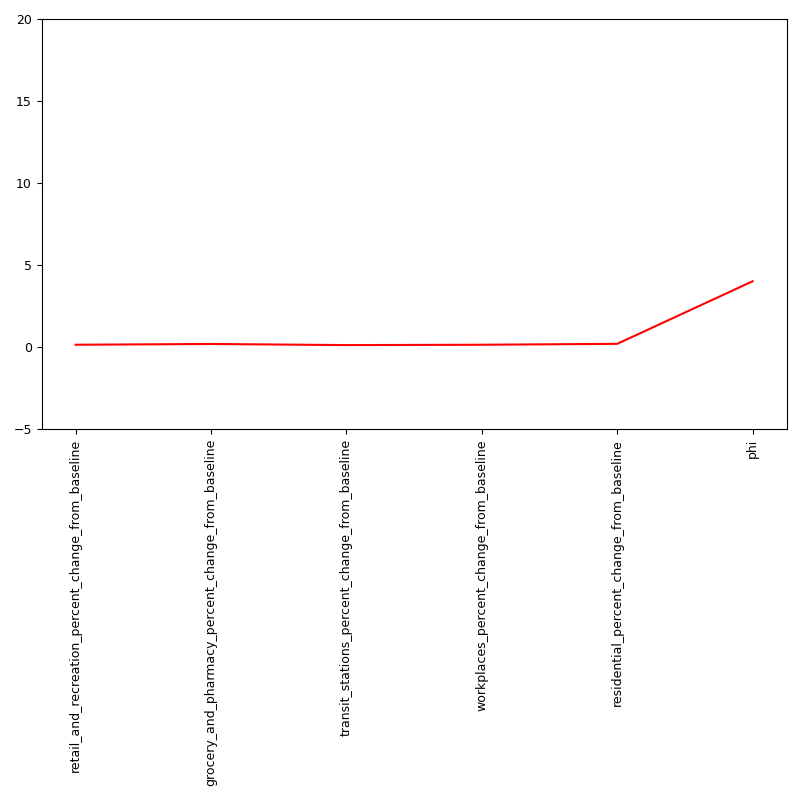 20
15
10
5
0
−5
retail_and_recreation_percent_change_from_baseline
grocery_and_pharmacy_percent_change_from_baseline
transit_stations_percent_change_from_baseline
workplaces_percent_change_from_baseline
residential_percent_change_from_baseline
phi